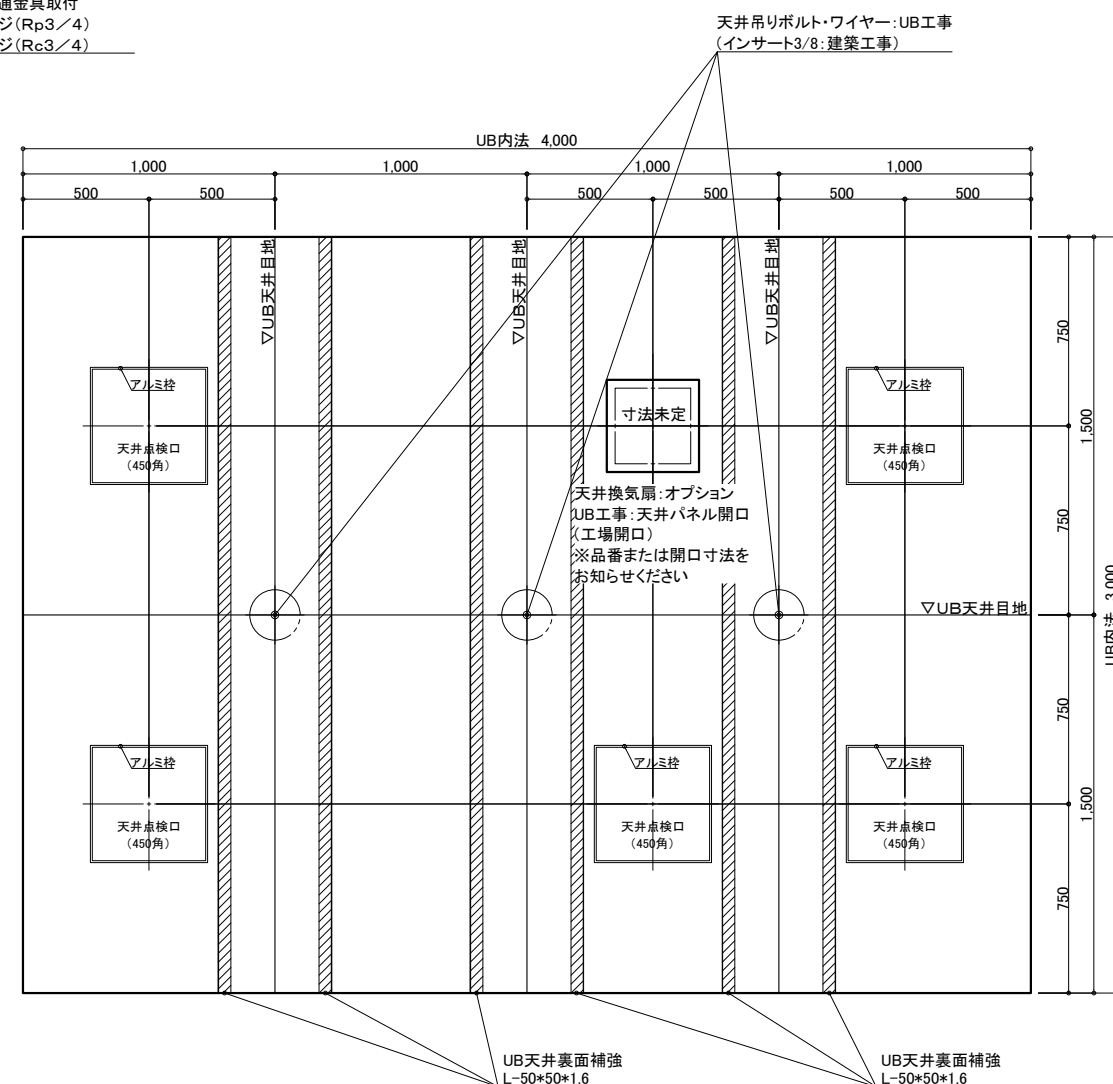 通金具取付
ジ(Rp3／4)
ジ(Rc3／4)
天井吊りボルト・ワイヤー:UB工事
(インサート3/8:建築工事)
UB内法 4,000
1,000 1,000 1,000 1,000
500 500 500 500 500 500
▽UB天井目地
▽UB天井目地
▽UB天井目地
アルミ枠
天井点検口
(450角)
寸法未定
アルミ枠
天井点検口
(450角)
天井換気扇:オプション
UB工事:天井パネル開口
(工場開口)
※品番または開口寸法を
お知らせください
▽UB天井目地
750
750
1,500
UB内法 3,000
750
750
1,500
アルミ枠
天井点検口
(450角)
アルミ枠
天井点検口
(450角)
アルミ枠
天井点検口
(450角)
UB天井裏面補強
L-50*50*1.6
UB天井裏面補強
L-50*50*1.6